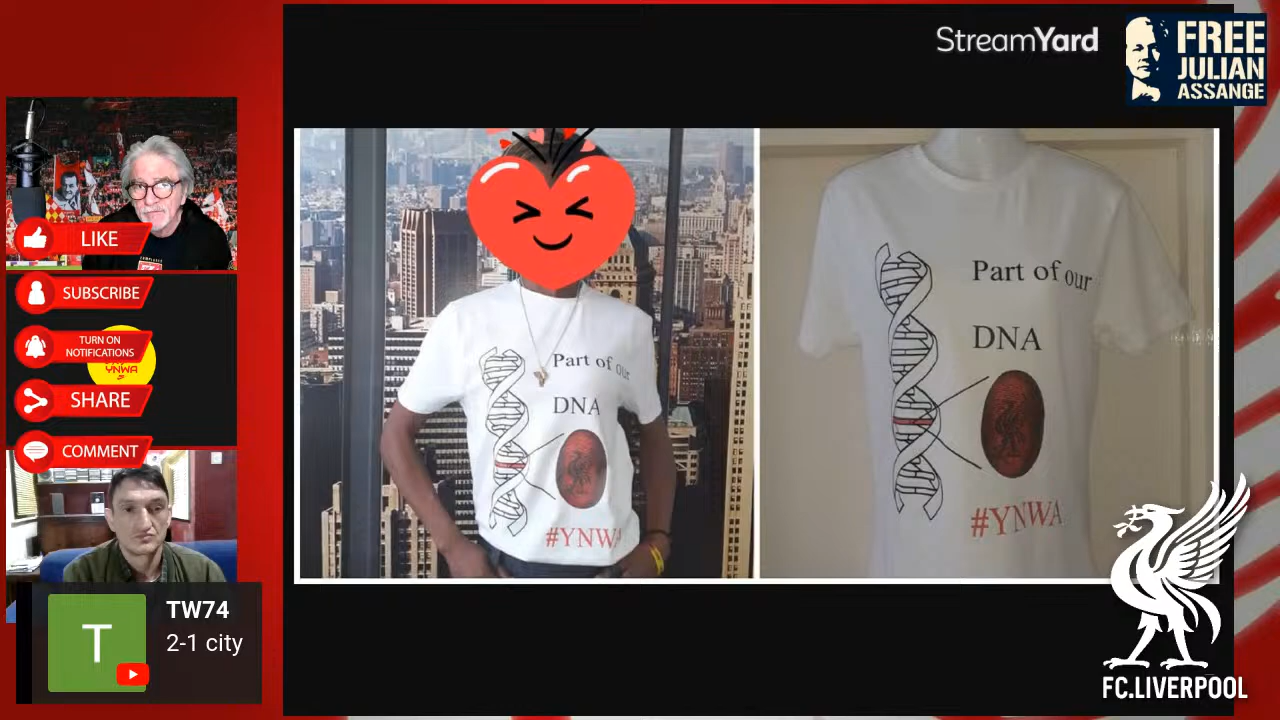 StreamYard
FREE
JULIAN
ASSANGE
LIKE
SUBSCRIBE
TURN ON
NOTIFICATIONS
YNWA
SHARE
COMMENT
T
TW74
2-1 city
Part of our
DNA
#YNWA
Part of our
DNA
#YNWA
FC.LIVERPOOL